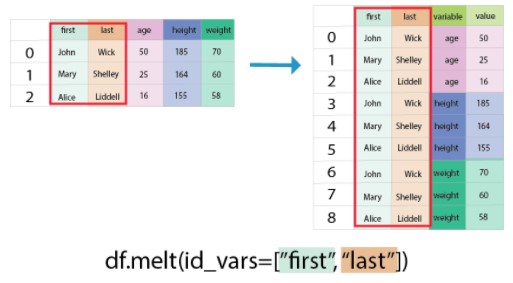 first last age height weight
0 John Wick 50 185 70
1 Mary Shelley 25 164 60
2 Alice Liddell 16 155 58
first last variable value
0 John Wick age 50
1 Mary Shelley age 25
2 Alice Liddell age 16
3 John Wick height 185
4 Mary Shelley height 164
5 Alice Liddell height 155
6 John Wick weight 70
7 Mary Shelley weight 60
8 Alice Liddell weight 58
df.melt(id_vars=["first", "last"])